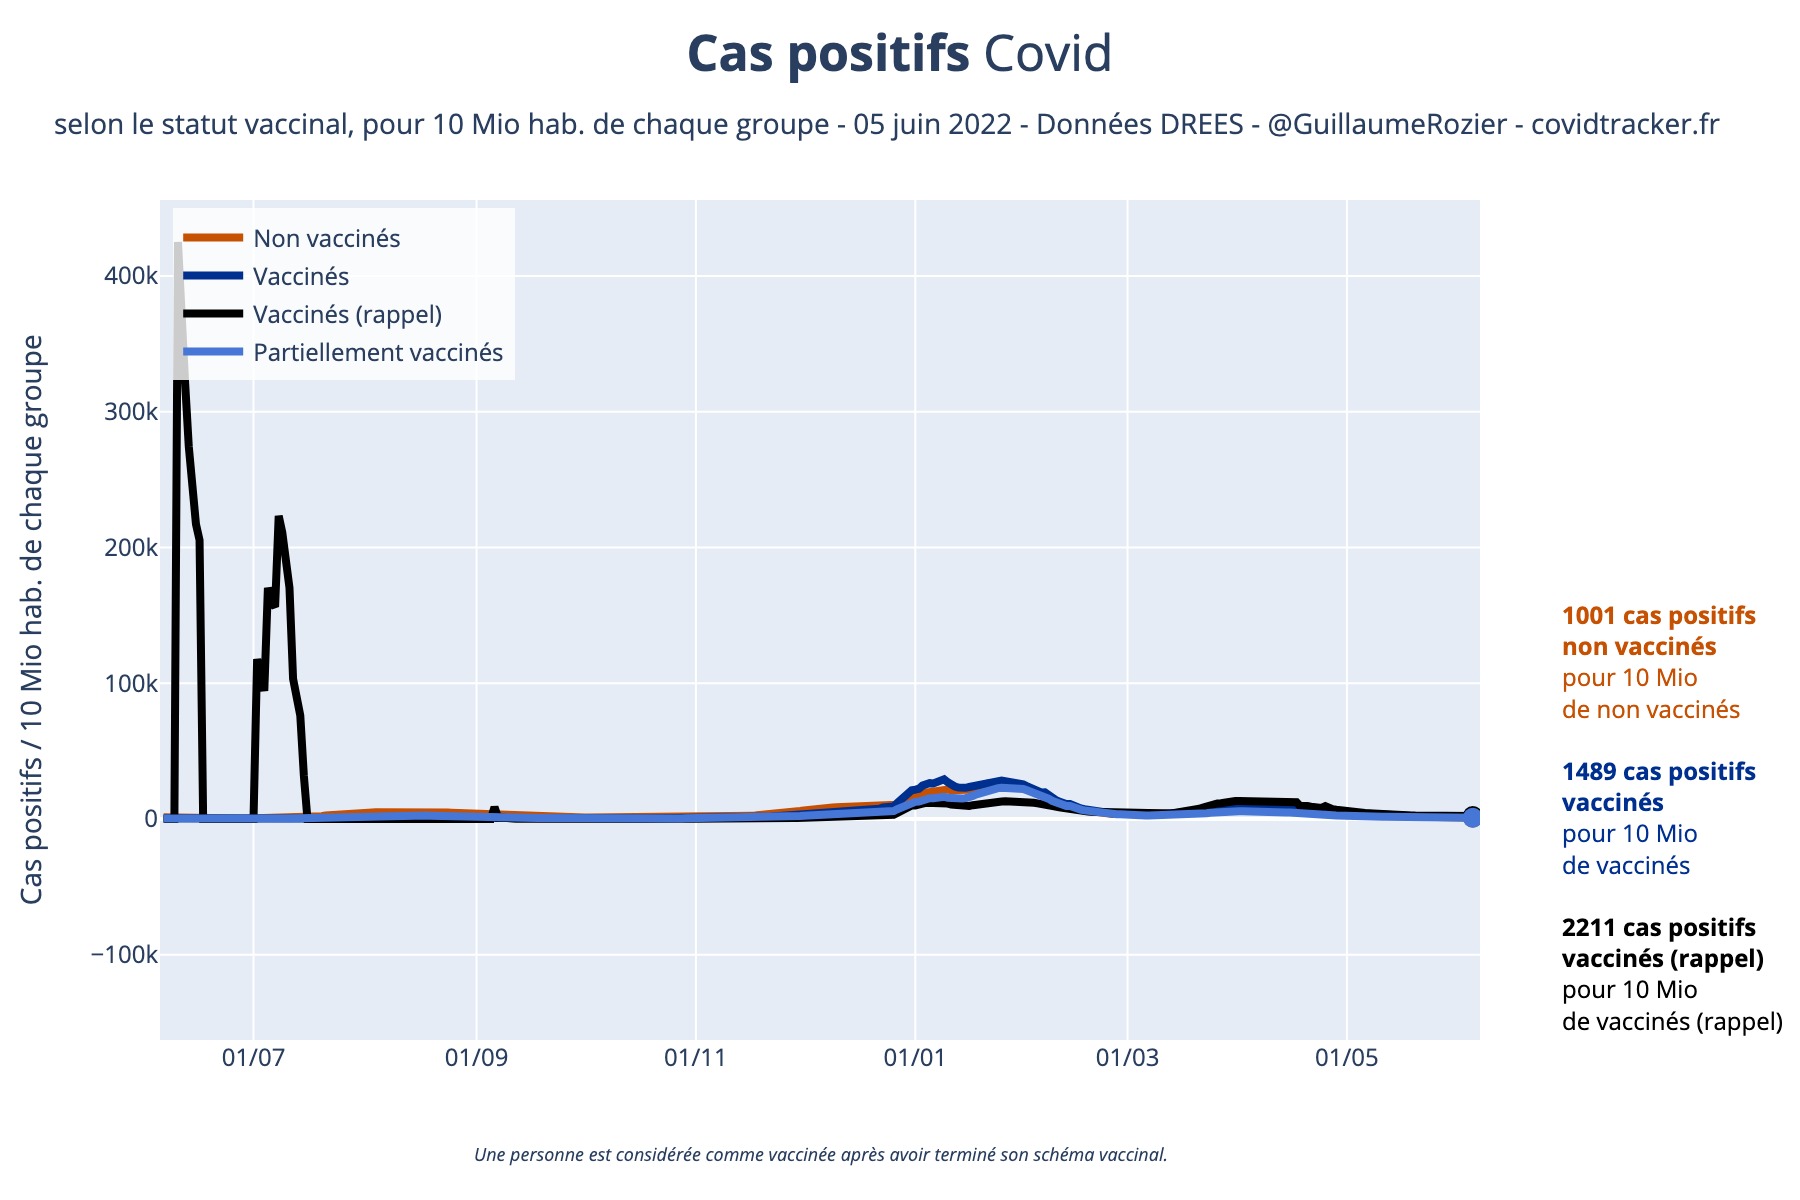 Cas positifs Covid
selon le statut vaccinal, pour 10 Mio hab. de chaque groupe - 05 juin 2022 - Données DREES - @GuillaumeRozier - covidtracker.fr
Cas positifs / 10 Mio hab. de chaque groupe
Non vaccinés
Vaccinés
Vaccinés (rappel)
Partiellement vaccinés
400k
300k
200k
100k
0
−100k
01/07
01/09
01/11
01/01
01/03
01/05
1001 cas positifs
non vaccinés
pour 10 Mio
de non vaccinés
1489 cas positifs
vaccinés
pour 10 Mio
de vaccinés
2211 cas positifs
vaccinés (rappel)
pour 10 Mio
de vaccinés (rappel)
Une personne est considérée comme vaccinée après avoir terminé son schéma vaccinal.